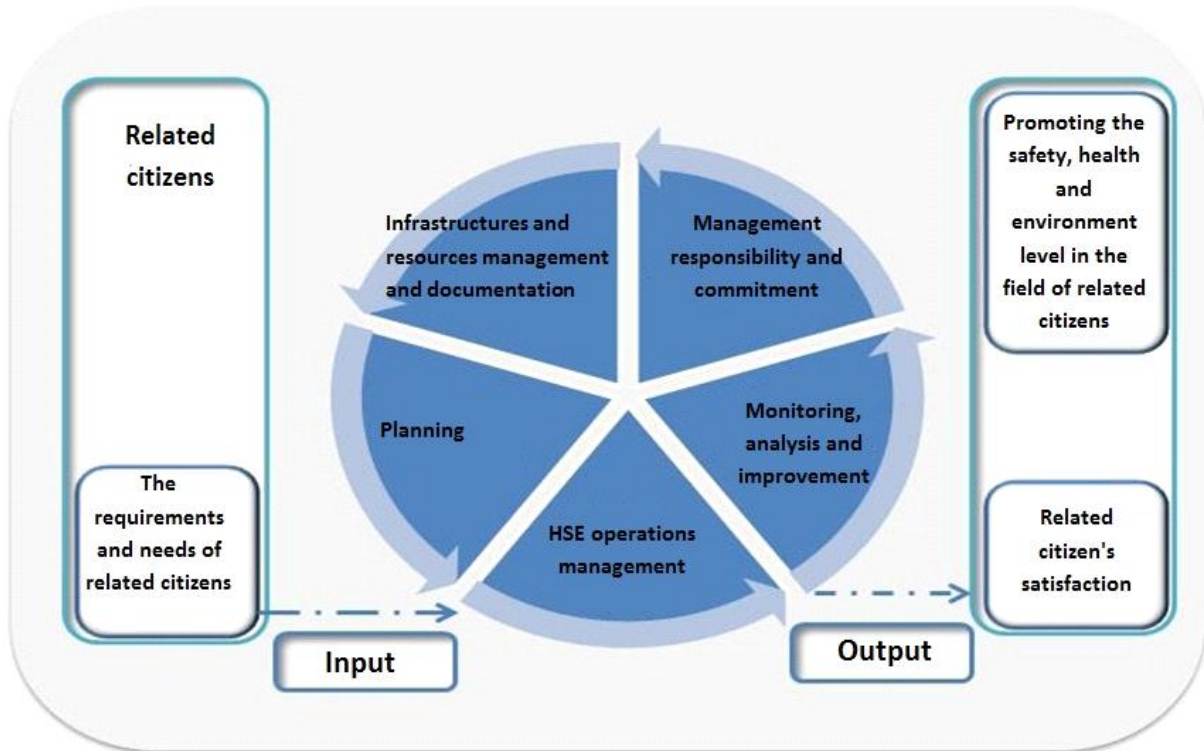 Related
citizens
The
requirements
and needs of
related citizens
Input
Infrastructures and
resources management
and documentation
Management
responsibility and
commitment
Planning
Monitoring,
analysis and
improvement
HSE operations
management
Output
Promoting the
safety, health
and
environment
level in the
field of related
citizens
Related
citizen's
satisfaction